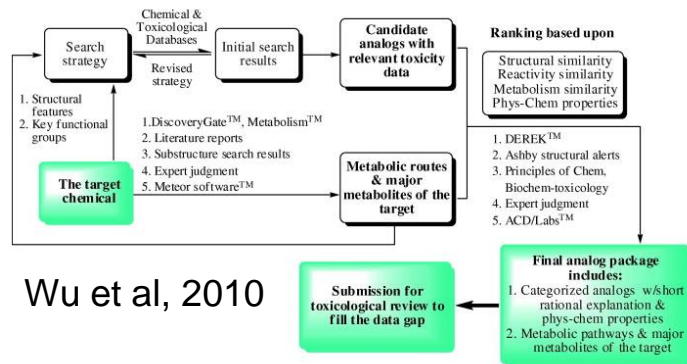 Chemical &
Toxicological
Databases
Search
strategy
Revised
strategy
Initial search
results
Candidate
analogs with
relevant toxicity
data
Ranking based upon
Structural similarity
Reactivity similarity
Metabolism similarity
Phys-Chem properties
1. Structural
features
2. Key functional
groups
1.DiscoveryGate™, Metabolism™
2. Literature reports
3. Substructure search results
4. Expert judgment
5. Meteor software™
The target
chemical
Metabolic routes
& major
metabolites of the
target
1. DEREK™
2. Ashby structural alerts
3. Principles of Chem,
Biochem-toxicology
4. Expert judgment
5. ACD/Labs™
Wu et al, 2010
Submission for
toxicological review to
fill the data gap
Final analog package
includes:
1. Categorized analogs w/short
rational explanation &
phys-chem properties
2. Metabolic pathways & major
metabolites of the target